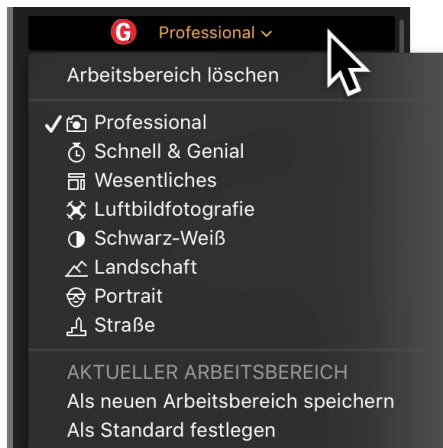 G Professional
Arbeitsbereich löschen
Professional
Schnell & Genial
Wesentliches
Luftbildfotografie
Schwarz-Weiß
Landschaft
Portrait
Straße
AKTUELLER ARBEITSBEREICH
Als neuen Arbeitsbereich speichern
Als Standard festlegen